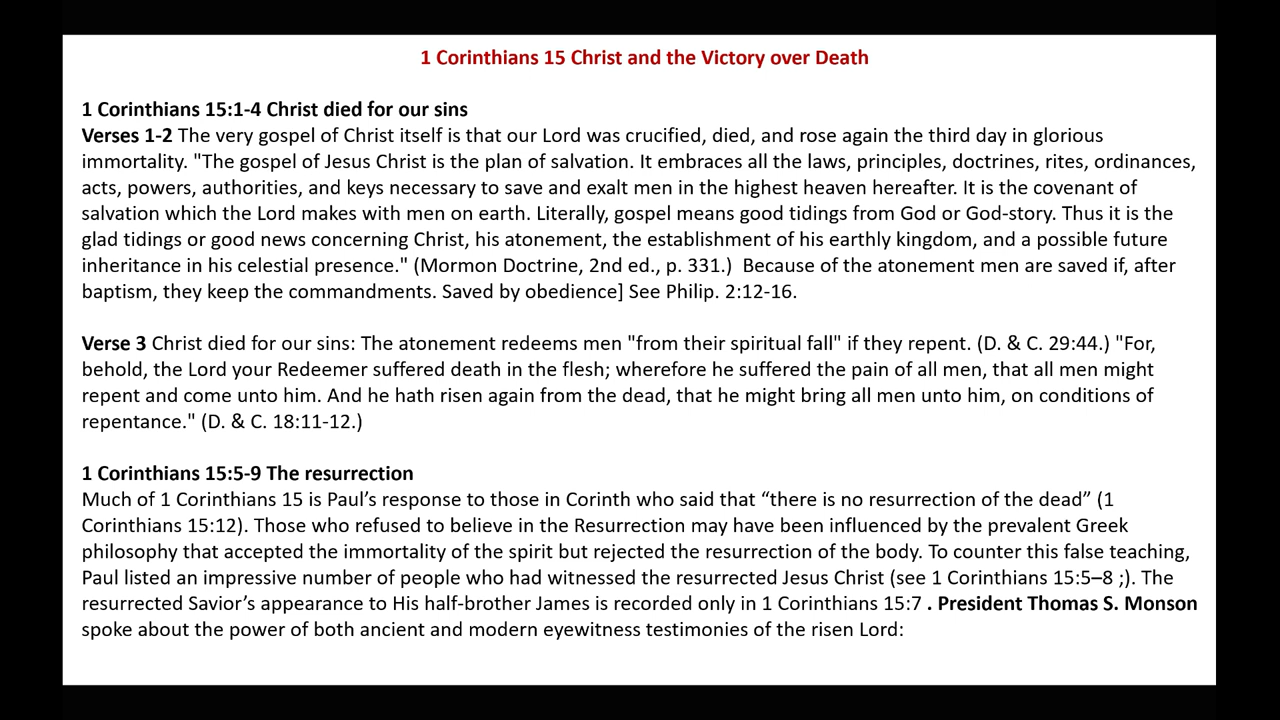 1 Corinthians 15 Christ and the Victory over Death
1 Corinthians 15:1-4 Christ died for our sins
Verses 1-2 The very gospel of Christ itself is that our Lord was crucified, died, and rose again the third day in glorious
immortality. "The gospel of Jesus Christ is the plan of salvation. It embraces all the laws, principles, doctrines, rites, ordinances,
acts, powers, authorities, and keys necessary to save and exalt men in the highest heaven hereafter. It is the covenant of
salvation which the Lord makes with men on earth. Literally, gospel means good tidings from God or God-story. Thus it is the
glad tidings or good news concerning Christ, his atonement, the establishment of his earthly kingdom, and a possible future
inheritance in his celestial presence." (Mormon Doctrine, 2nd ed., p. 331.)  Because of the atonement men are saved if, after
baptism, they keep the commandments. Saved by obedience] See Philip. 2:12-16.
Verse 3 Christ died for our sins: The atonement redeems men "from their spiritual fall" if they repent. (D. & C. 29:44.) "For,
behold, the Lord your Redeemer suffered death in the flesh; wherefore he suffered the pain of all men, that all men might
repent and come unto him. And he hath risen again from the dead, that he might bring all men unto him, on conditions of
repentance." (D. & C. 18:11-12.)
1 Corinthians 15:5-9 The resurrection
Much of 1 Corinthians 15 is Paul’s response to those in Corinth who said that “there is no resurrection of the dead” (1
Corinthians 15:12). Those who refused to believe in the Resurrection may have been influenced by the prevalent Greek
philosophy that accepted the immortality of the spirit but rejected the resurrection of the body. To counter this false teaching,
Paul listed an impressive number of people who had witnessed the resurrected Jesus Christ (see 1 Corinthians 15:5–8 ;). The
resurrected Savior’s appearance to His half-brother James is recorded only in 1 Corinthians 15:7 . President Thomas S. Monson
spoke about the power of both ancient and modern eyewitness testimonies of the risen Lord: